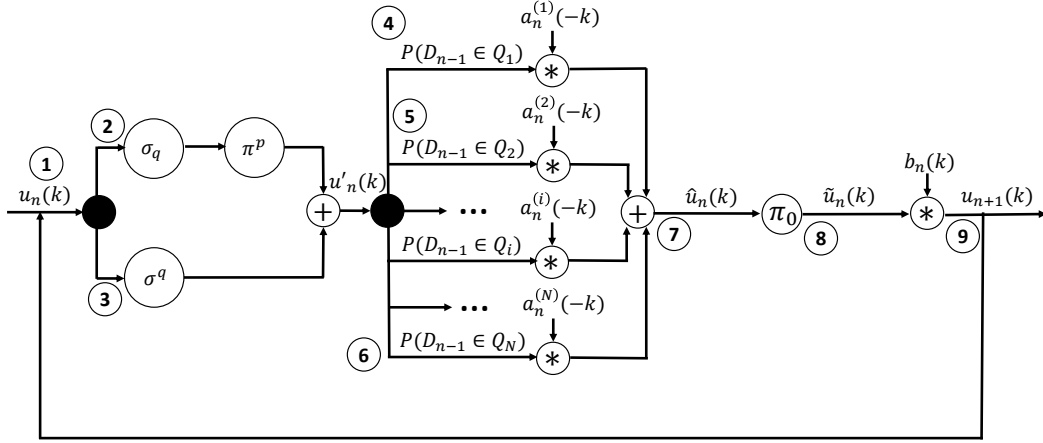 4
a_n^{(1)}(-k)
P(D_{n-1} ∈ Q_1)
*
5
a_n^{(2)}(-k)
2
σ_q
π^p
1
P(D_{n-1} ∈ Q_2)
*
b_n(k)
u_n(k)
u'_n(k)
a_n^{(i)}(-k)
+
...
+
û_n(k)
π_0
ũ_n(k)
*
u_{n+1}(k)
7
8
9
3
σ^q
P(D_{n-1} ∈ Q_i)
*
...
a_n^{(N)}(-k)
6
P(D_{n-1} ∈ Q_N)
*